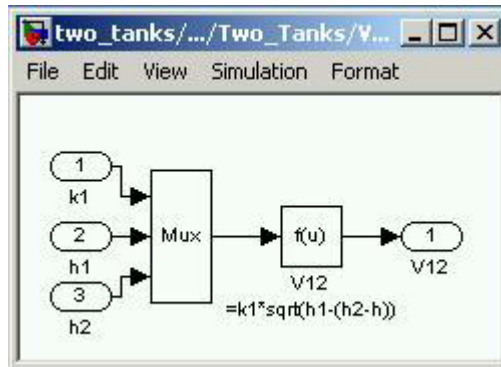 two_tanks/.../Two_Tanks/V...
File Edit View Simulation Format
1
k1
2
h1
3
h2
Mux
f(u)
V12
=k1*sqrt(h1-(h2-h))
1
V12